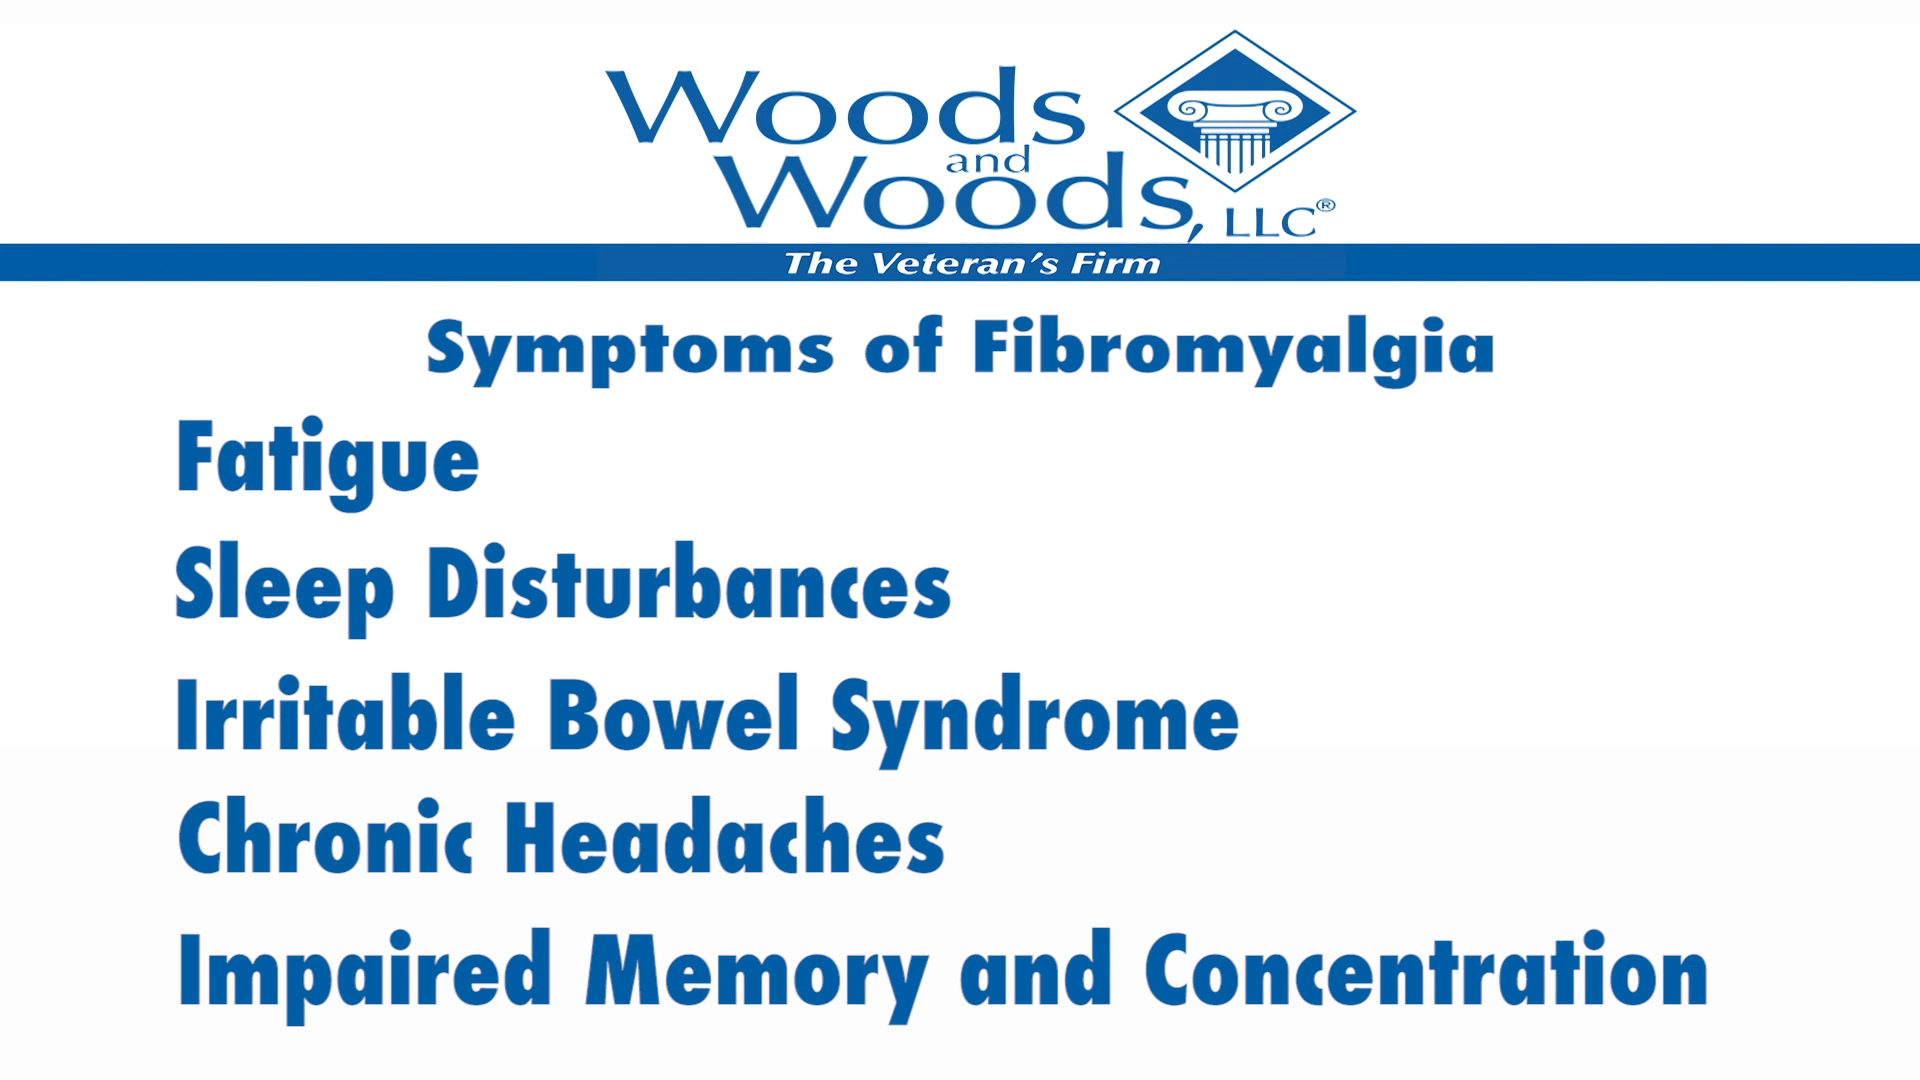 Woods
and
Woods, LLC®
The Veteran's Firm
Symptoms of Fibromyalgia
Fatigue
Sleep Disturbances
Irritable Bowel Syndrome
Chronic Headaches
Impaired Memory and Concentration